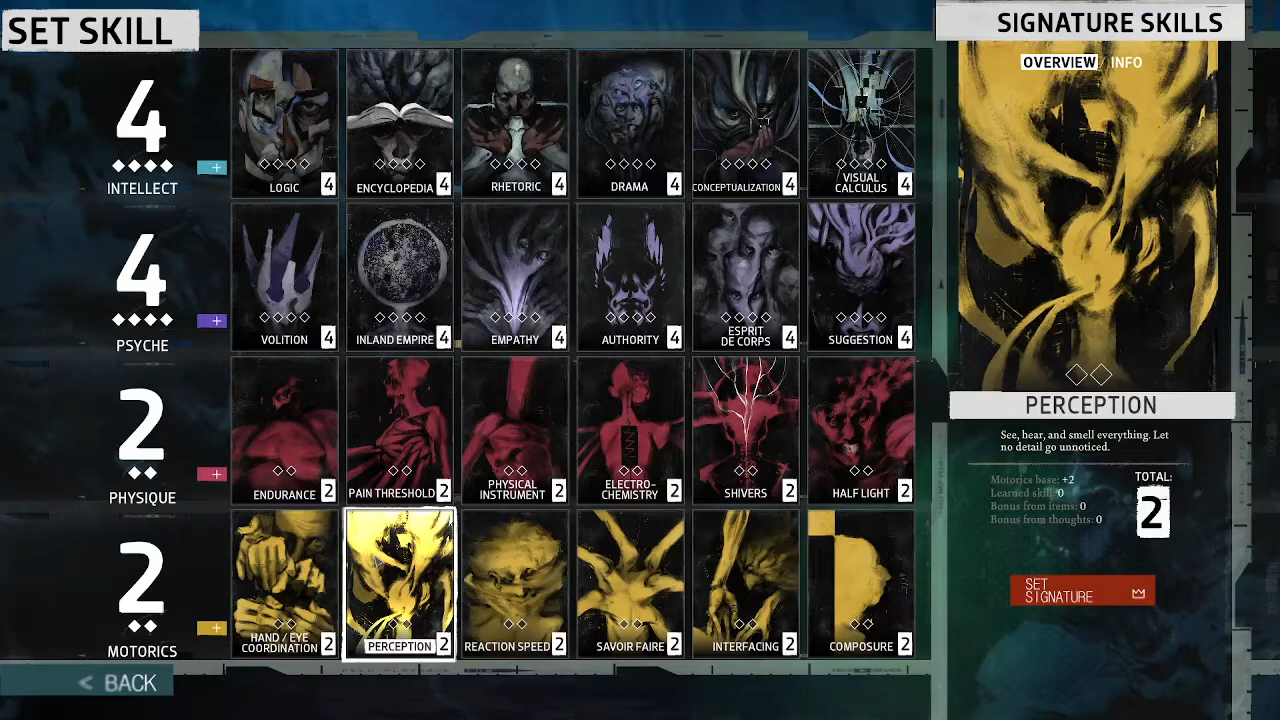 SET SKILL
SIGNATURE SKILLS
OVERVIEW / INFO
4
INTELLECT
+
LOGIC 4
ENCYCLOPEDIA 4
RHETORIC 4
DRAMA 4
CONCEPTUALIZATION 4
VISUAL
CALCULUS 4
4
PSYCHE
+
VOLITION 4
INLAND EMPIRE 4
EMPATHY 4
AUTHORITY 4
ESPRIT
DE CORPS 4
SUGGESTION 4
2
PHYSIQUE
+
ENDURANCE 2
PAIN THRESHOLD 2
PHYSICAL
INSTRUMENT 2
ELECTRO-
CHEMISTRY 2
SHIVERS 2
HALF LIGHT 2
2
MOTORICS
+
HAND / EYE
COORDINATION 2
PERCEPTION 2
REACTION SPEED 2
SAVOIR FAIRE 2
INTERFACING 2
COMPOSURE 2
PERCEPTION
See, hear, and smell everything. Let
no detail go unnoticed.
Motorics base: +2
Learned skill: 0
Bonus from items: 0
Bonus from thoughts: 0
TOTAL:
2
SET
SIGNATURE
< BACK